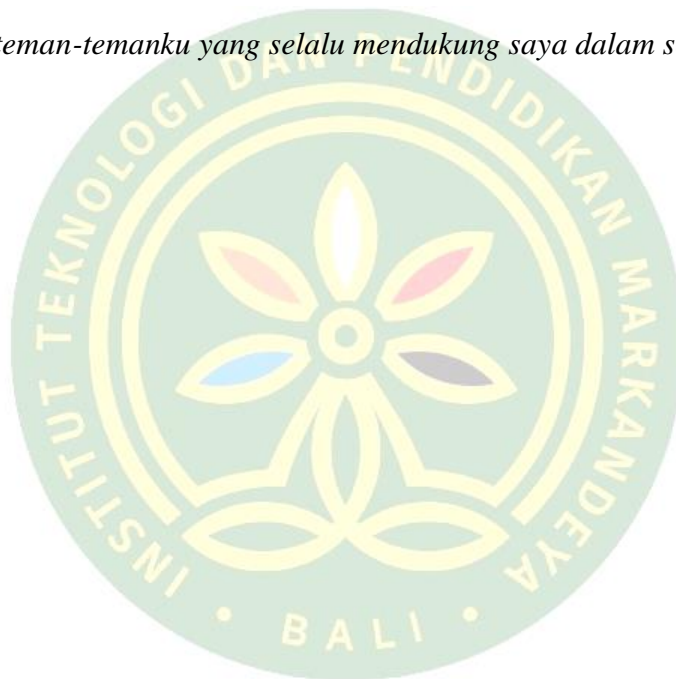 teman-temanku yang selalu mendukung saya dalam s
INSTITUT TEKNOLOGI DAN PENDIDIKAN MARKANDEYA
• BALI •